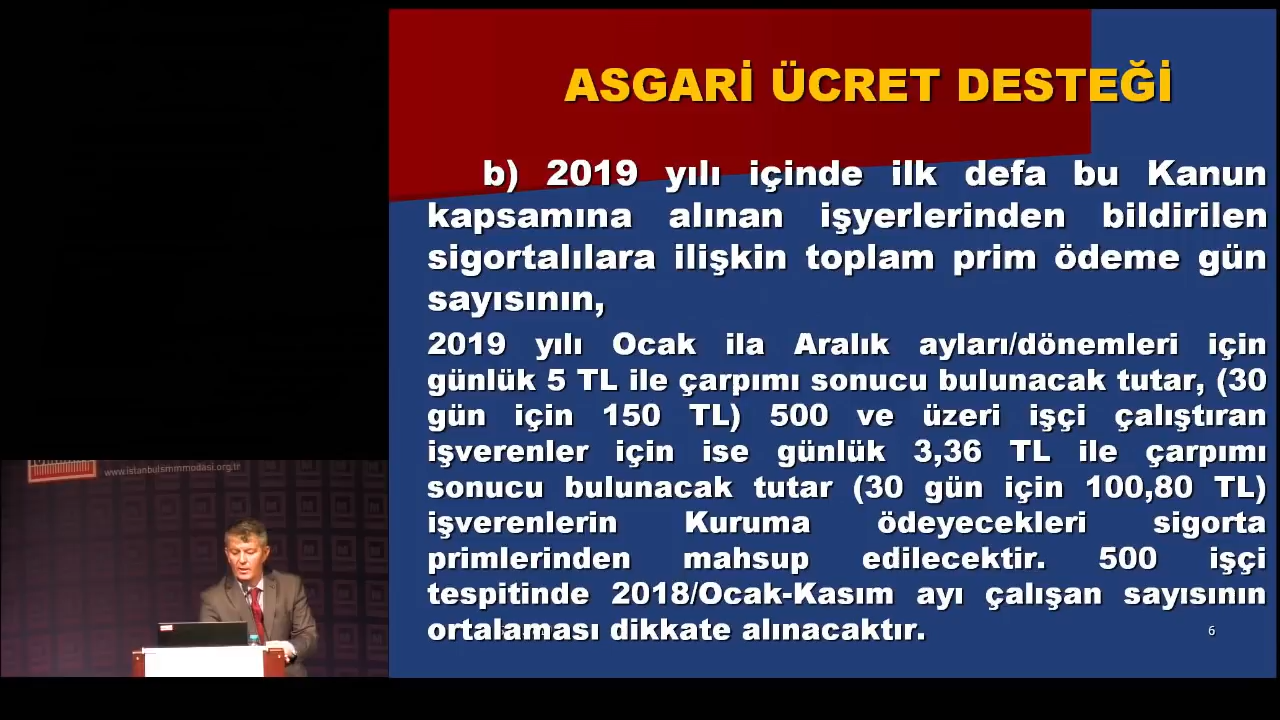 ASGARİ ÜCRET DESTEĞİ
b) 2019 yılı içinde ilk defa bu Kanun
kapsamına alınan işyerlerinden bildirilen
sigortalılara ilişkin toplam prim ödeme gün
sayısının,
2019 yılı Ocak ila Aralık ayları/dönemleri için
günlük 5 TL ile çarpımı sonucu bulunacak tutar, (30
gün için 150 TL) 500 ve üzeri işçi çalıştıran
işverenler için ise günlük 3,36 TL ile çarpımı
sonucu bulunacak tutar (30 gün için 100,80 TL)
işverenlerin Kuruma ödeyecekleri sigorta
primlerinden mahsup edilecektir. 500 işçi
tespitinde 2018/Ocak-Kasım ayı çalışan sayısının
ortalaması dikkate alınacaktır.
6
www.istanbulsmmmodasi.org.tr